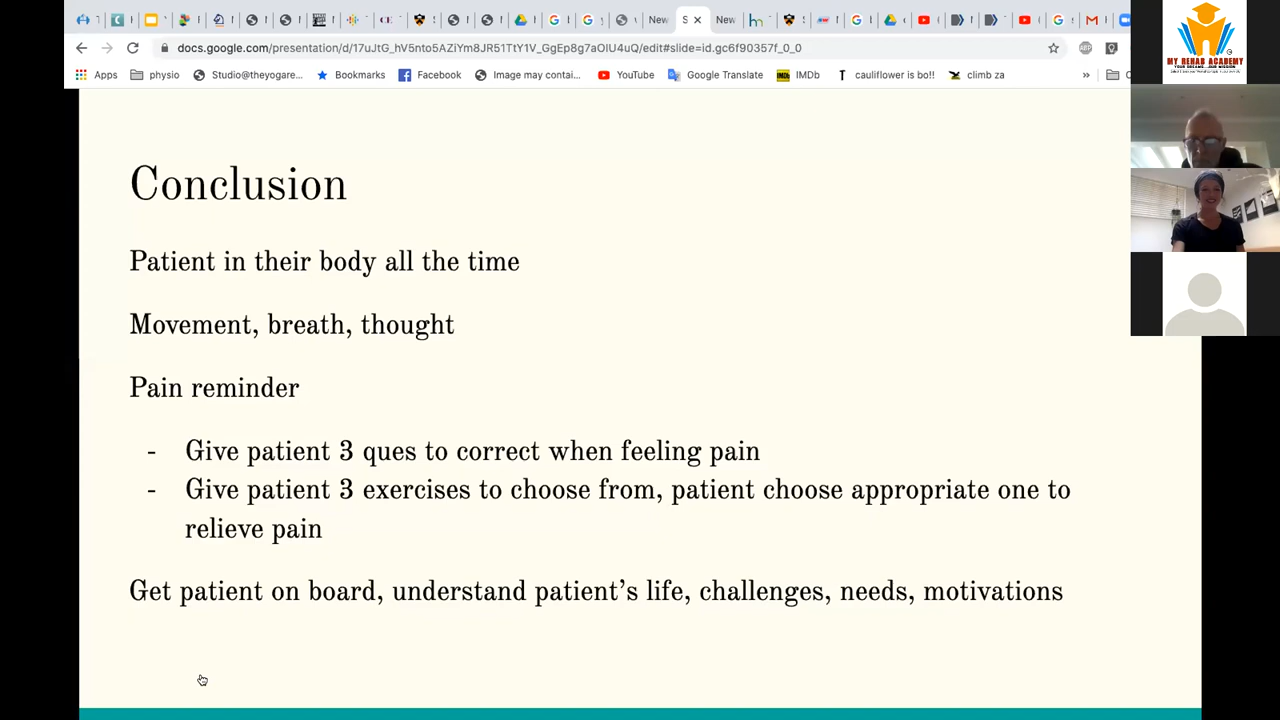 docs.google.com/presentation/d/17uJtG_hV5nto5AZiYm8JR51TtY1V_GgEp8g7aOlU4uQ/edit#slide=id.gc6f90357f_0_0
Apps physio Studio@theyogare... Bookmarks Facebook Image may contai... YouTube Google Translate IMDb cauliflower is bo!! climb za »
MY REHAB ACADEMY
Conclusion
Patient in their body all the time
Movement, breath, thought
Pain reminder
- Give patient 3 ques to correct when feeling pain
- Give patient 3 exercises to choose from, patient choose appropriate one to
relieve pain
Get patient on board, understand patient's life, challenges, needs, motivations